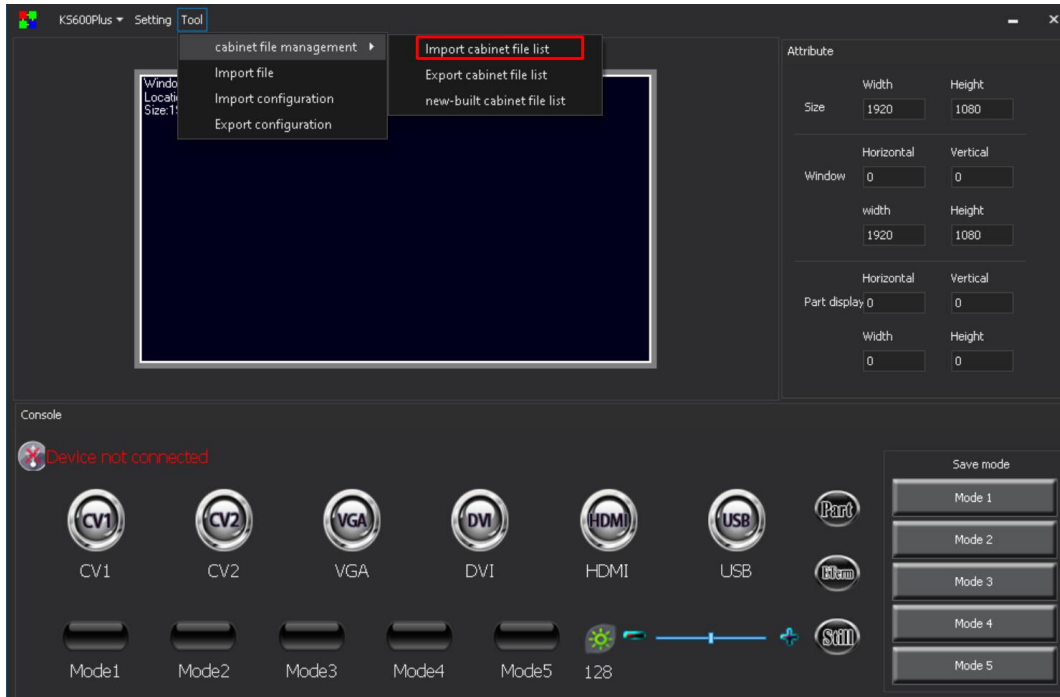 KS600Plus Setting Tool
cabinet file management
Import file
Import configuration
Export configuration
Import cabinet file list
Export cabinet file list
new-built cabinet file list
Windo
Locati
Size:19
Attribute
Width Height
Size 1920 1080
Horizontal Vertical
Window 0 0
width Height
1920 1080
Horizontal Vertical
Part display 0 0
Width Height
0 0
Console
Device not connected
CV1 CV2 VGA DVI HDMI USB Part
CV1 CV2 VGA DVI HDMI USB
Still
Mode1 Mode2 Mode3 Mode4 Mode5 128
Save mode
Mode 1
Mode 2
Mode 3
Mode 4
Mode 5